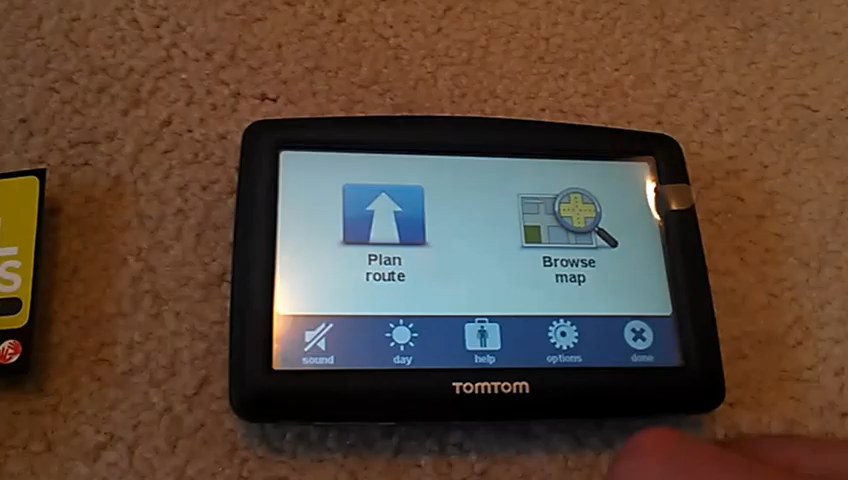 Plan
route
Browse
map
sound
day
help
options
done
TOMTOM
S